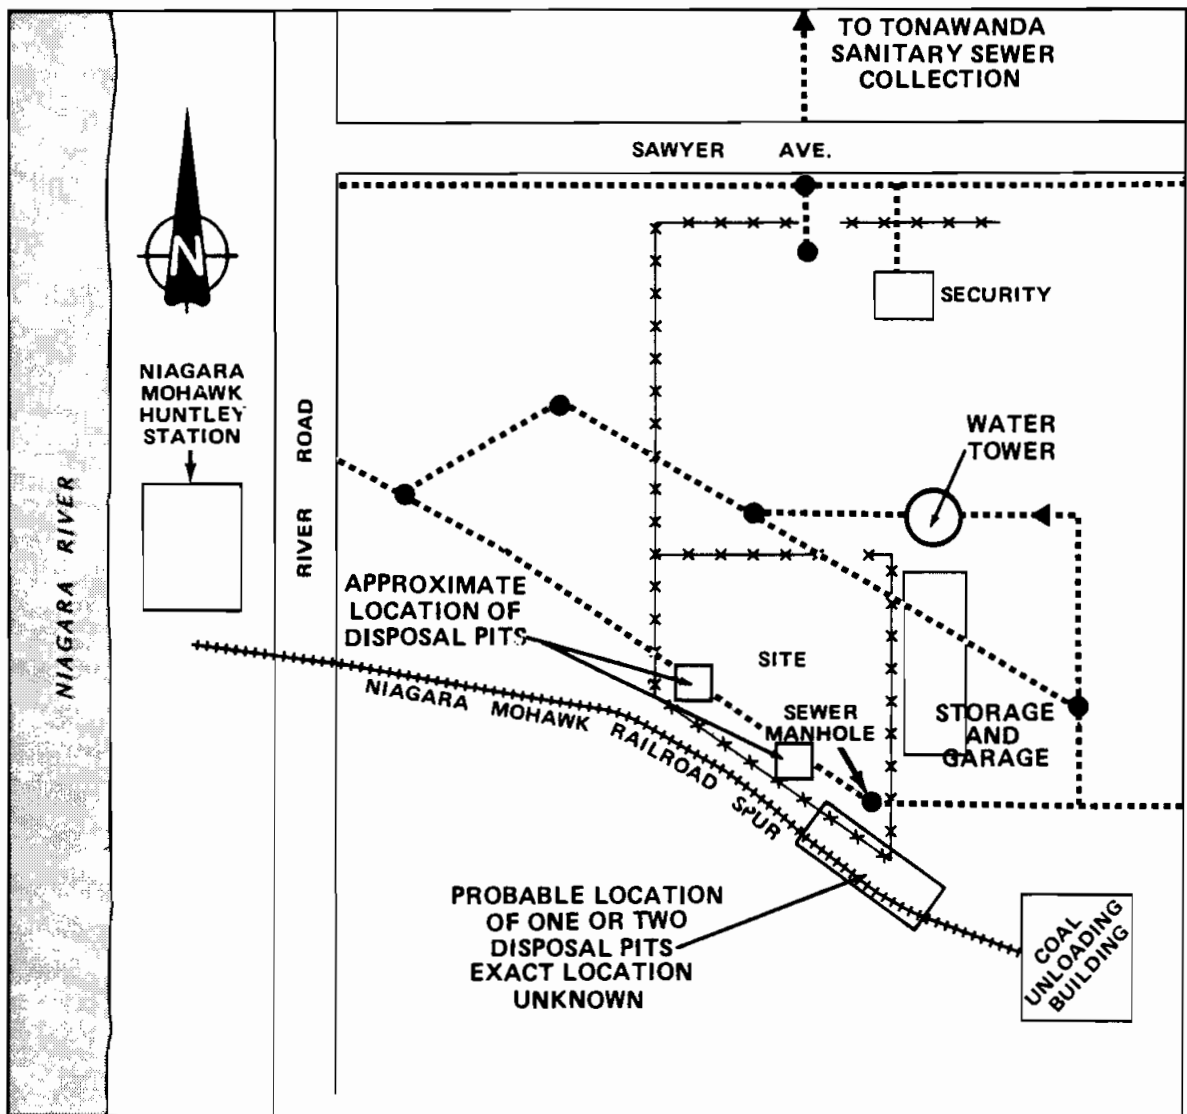 TO TONAWANDA
SANITARY SEWER
COLLECTION
SAWYER AVE.
N
SECURITY
NIAGARA
MOHAWK
HUNTLEY
STATION
RIVER ROAD
NIAGARA RIVER
WATER
TOWER
APPROXIMATE
LOCATION OF
DISPOSAL PITS
SITE
NIAGARA MOHAWK RAILROAD SPUR
SEWER
MANHOLE
STORAGE
AND
GARAGE
PROBABLE LOCATION
OF ONE OR TWO
DISPOSAL PITS
EXACT LOCATION
UNKNOWN
COAL
UNLOADING
BUILDING